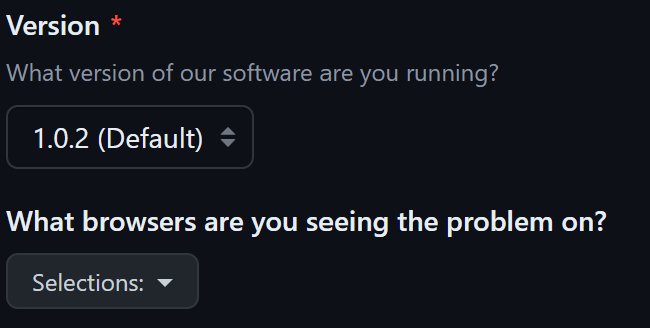 Version *
What version of our software are you running?
1.0.2 (Default)
What browsers are you seeing the problem on?
Selections: